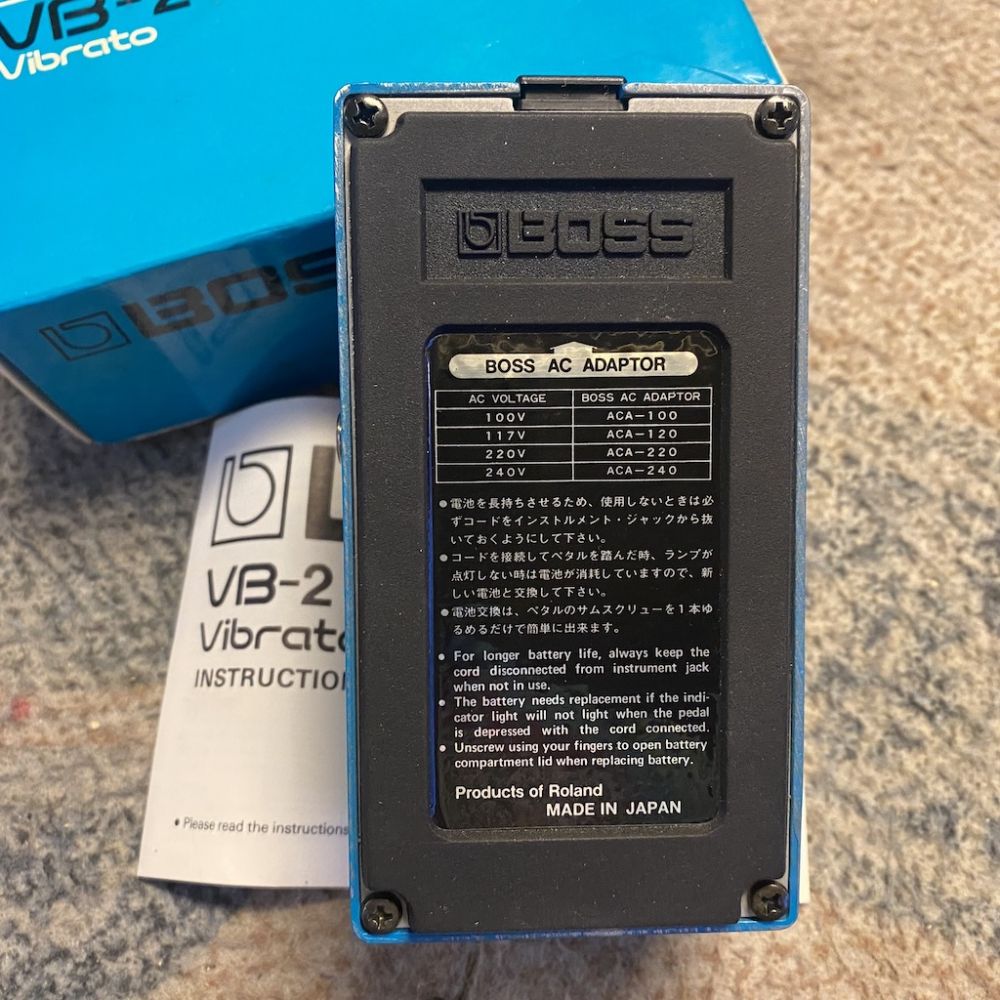 VB-2
Vibrato
BOSS
BOSS
BOSS AC ADAPTOR
AC VOLTAGE BOSS AC ADAPTOR
100V ACA-100
117V ACA-120
220V ACA-220
240V ACA-240
●電池を長持ちさせるため、使用しないときは必
ずコードをインストルメント・ジャックから抜
いておくようにして下さい。
●コードを接続してペタルを踏んだ時、ランプが
点灯しない時は電池が消耗していますので、新
しい電池と交換して下さい。
●電池交換は、ペタルのサムスクリューを1本ゆ
るめるだけで簡単に出来ます。
● For longer battery life, always keep the
cord disconnected from instrument jack
when not in use.
● The battery needs replacement if the indi-
cator light will not light when the pedal
is depressed with the cord connected.
● Unscrew using your fingers to open battery
compartment lid when replacing battery.
Products of Roland
MADE IN JAPAN
VB-2
Vibrato
INSTRUCTIO
• Please read the instructions